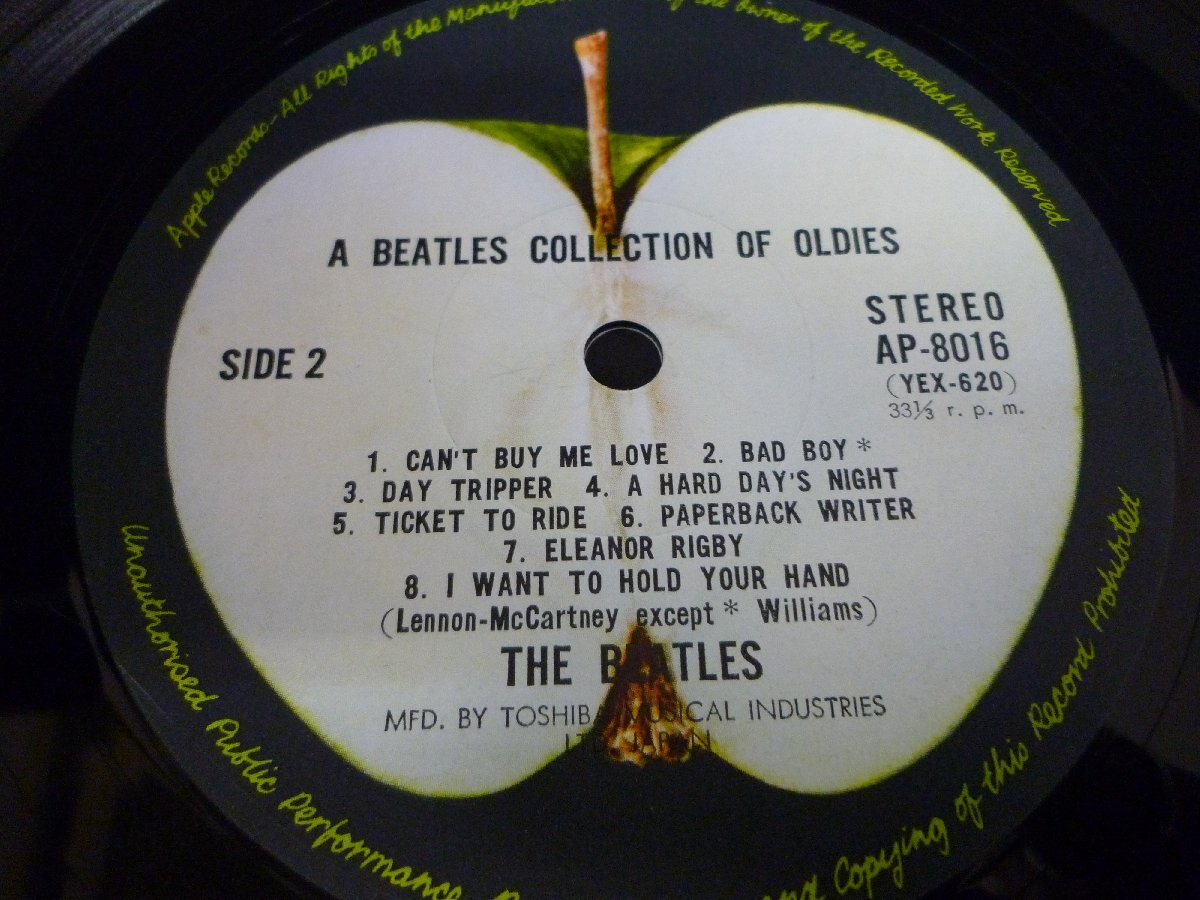 Apple Records-All Rights of the Manufac
of the Owner of the Recorded Work Reserved
A BEATLES COLLECTION OF OLDIES
STEREO
AP-8016
(YEX-620)
33⅓ r. p. m.
SIDE 2
1. CAN'T BUY ME LOVE 2. BAD BOY *
3. DAY TRIPPER 4. A HARD DAY'S NIGHT
5. TICKET TO RIDE 6. PAPERBACK WRITER
7. ELEANOR RIGBY
8. I WANT TO HOLD YOUR HAND
(Lennon-McCartney except * Williams)
THE BEATLES
MFD. BY TOSHIBA MUSICAL INDUSTRIES
LTD. JAPAN
Unauthorised Public Performance,
and Copying of this Record Prohibited